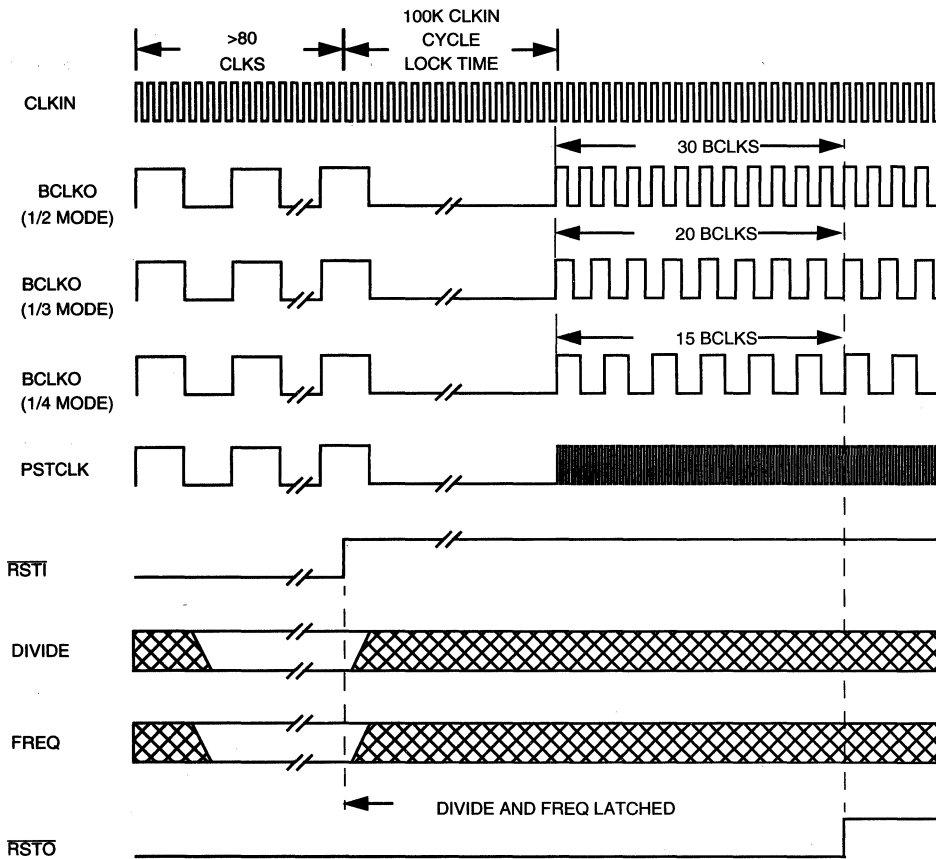 >80
CLKS
100K CLKIN
CYCLE
LOCK TIME
CLKIN
30 BCLKS
BCLKO
(1/2 MODE)
20 BCLKS
BCLKO
(1/3 MODE)
15 BCLKS
BCLKO
(1/4 MODE)
PSTCLK
RSTI
DIVIDE
FREQ
DIVIDE AND FREQ LATCHED
RSTO